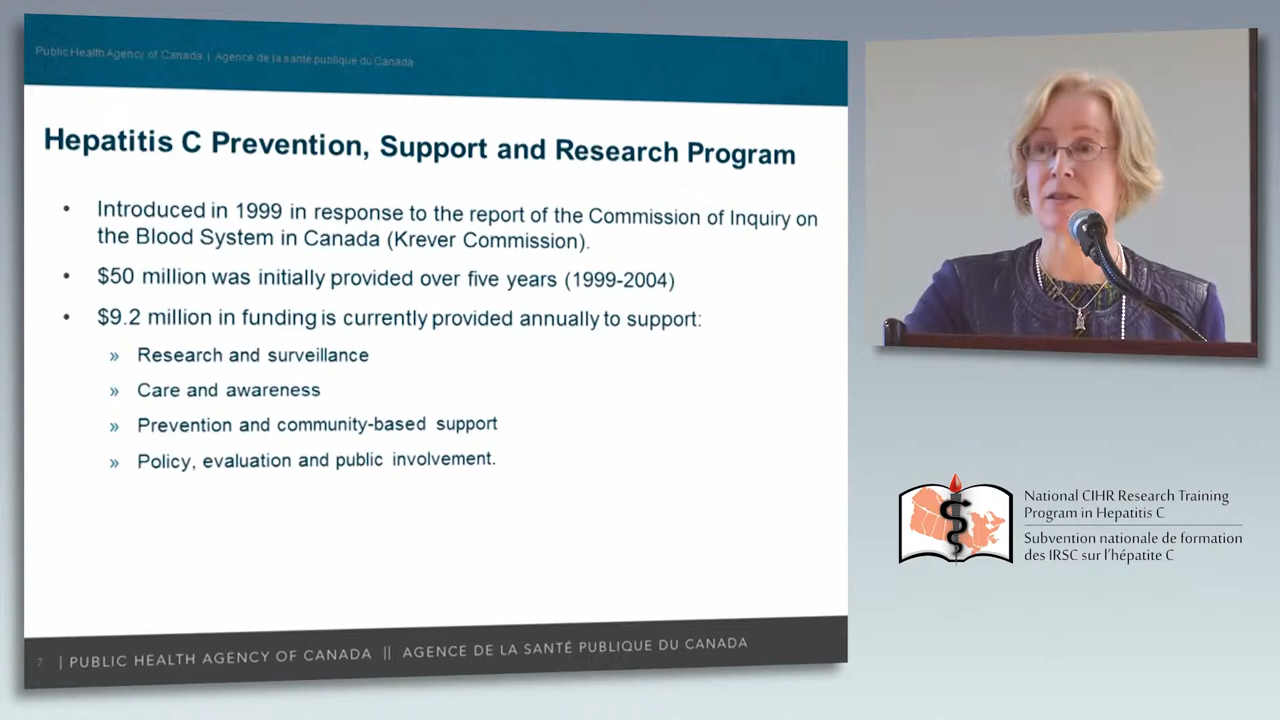 Public Health Agency of Canada | Agence de la santé publique du Canada
Hepatitis C Prevention, Support and Research Program
• Introduced in 1999 in response to the report of the Commission of Inquiry on
the Blood System in Canada (Krever Commission).
• $50 million was initially provided over five years (1999-2004)
• $9.2 million in funding is currently provided annually to support:
» Research and surveillance
» Care and awareness
» Prevention and community-based support
» Policy, evaluation and public involvement.
7 | PUBLIC HEALTH AGENCY OF CANADA || AGENCE DE LA SANTÉ PUBLIQUE DU CANADA
National CIHR Research Training
Program in Hepatitis C
Subvention nationale de formation
des IRSC sur l'hépatite C